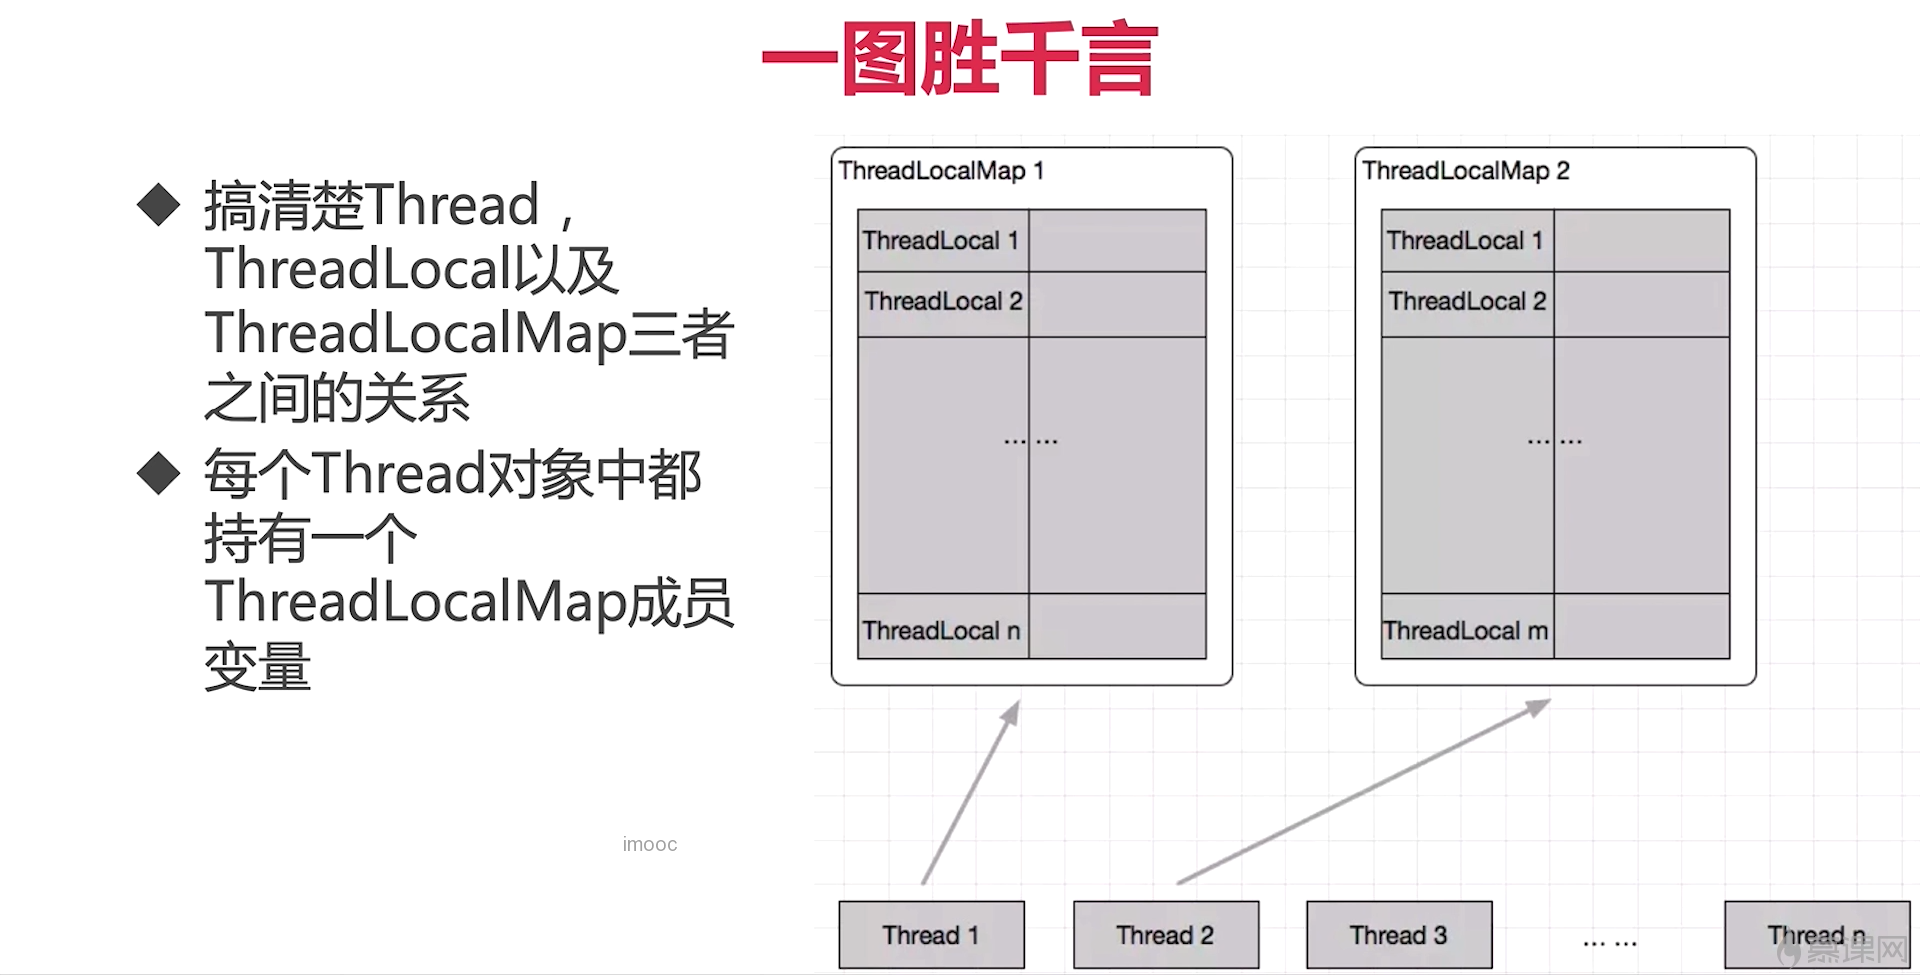 一图胜千言
搞清楚Thread，
ThreadLocal以及
ThreadLocalMap三者
之间的关系
每个Thread对象中都
持有一个
ThreadLocalMap成员
变量
imooc
ThreadLocalMap 1
ThreadLocal 1
ThreadLocal 2
... ...
ThreadLocal n
ThreadLocalMap 2
ThreadLocal 1
ThreadLocal 2
... ...
ThreadLocal m
Thread 1
Thread 2
Thread 3
... ...
Thread n
慕课网